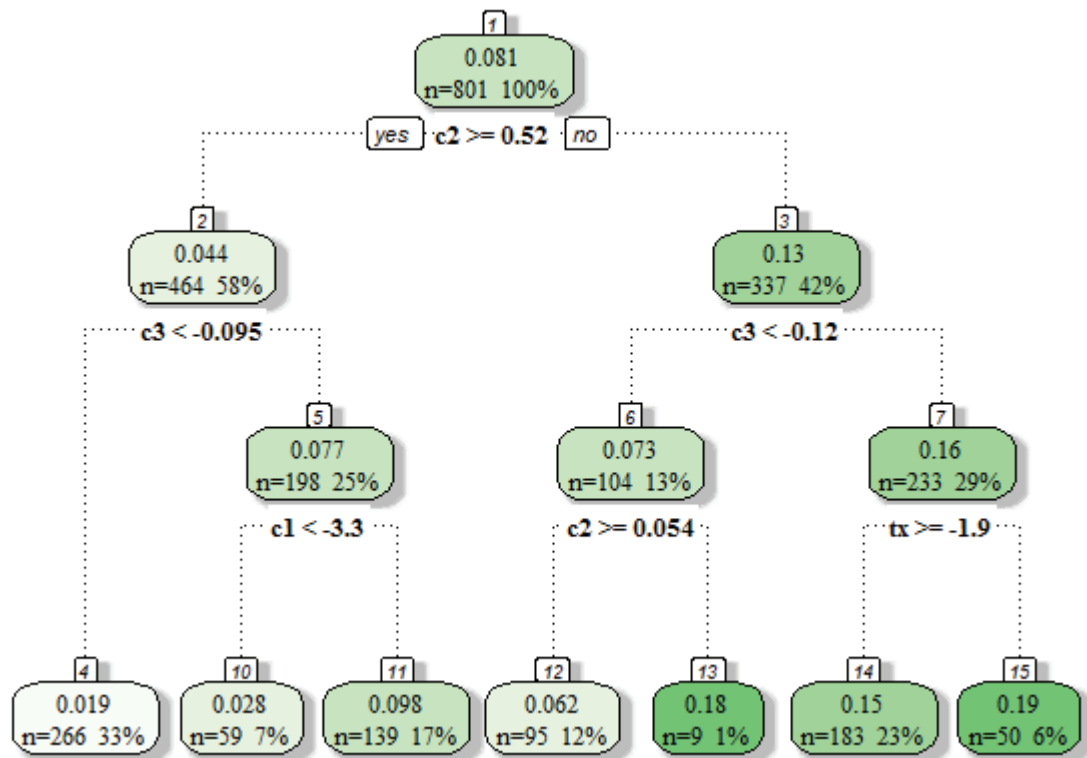 1
0.081
n=801 100%
yes c2 >= 0.52 no
2
0.044
n=464 58%
3
0.13
n=337 42%
c3 < -0.095
c3 < -0.12
5
0.077
n=198 25%
6
0.073
n=104 13%
7
0.16
n=233 29%
c1 < -3.3
c2 >= 0.054
tx >= -1.9
4
0.019
n=266 33%
10
0.028
n=59 7%
11
0.098
n=139 17%
12
0.062
n=95 12%
13
0.18
n=9 1%
14
0.15
n=183 23%
15
0.19
n=50 6%